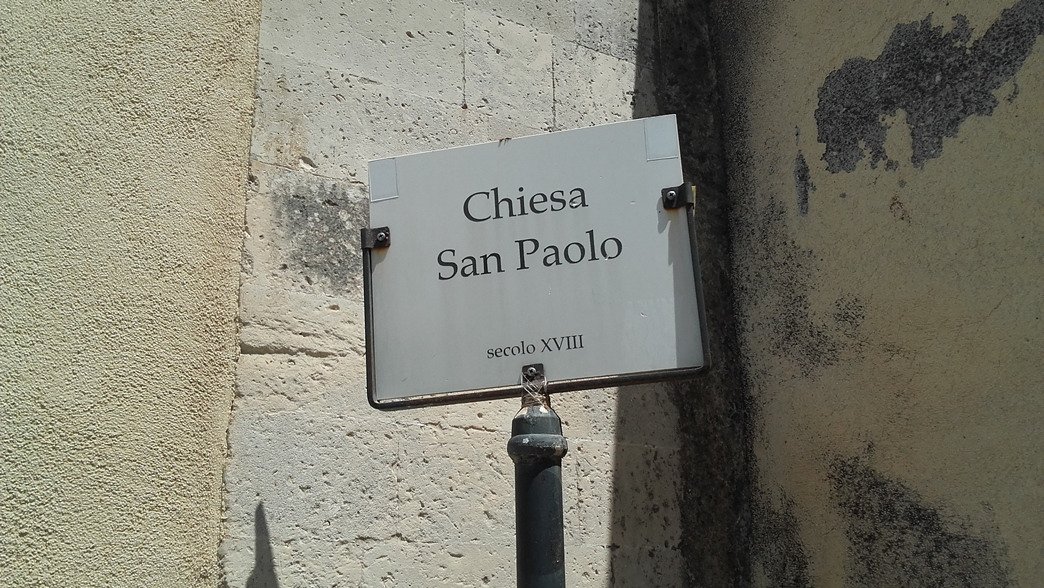 Chiesa
San Paolo
secolo XVIII